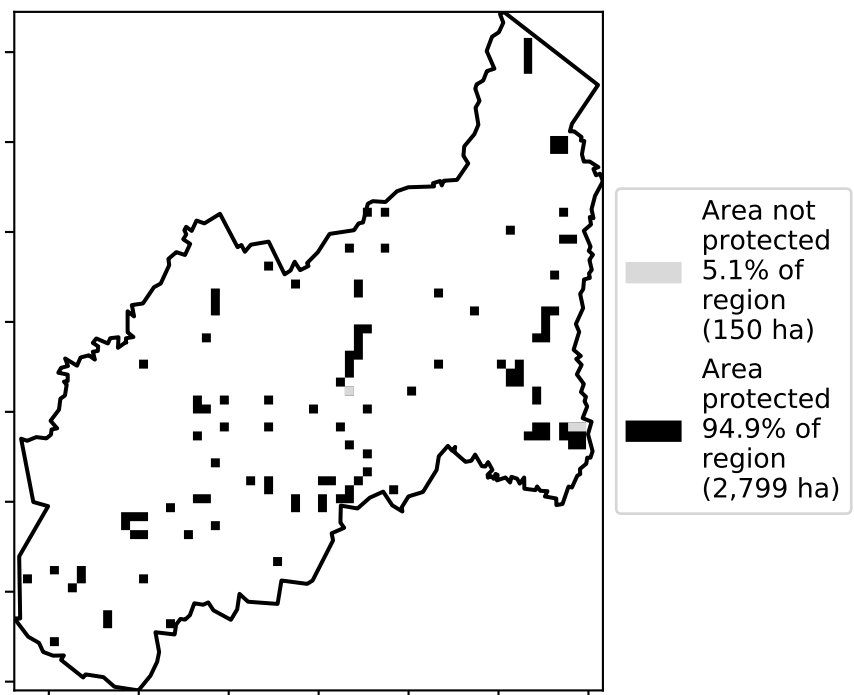 Area not
protected
5.1% of
region
(150 ha)
Area
protected
94.9% of
region
(2,799 ha)